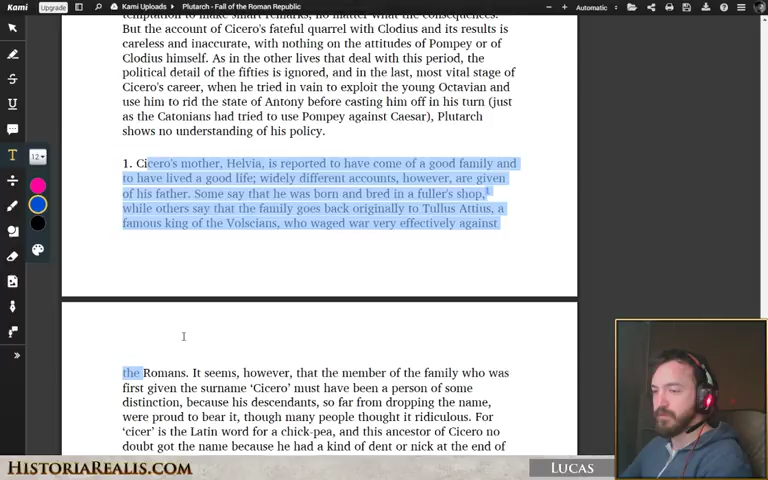 Kami
Upgrade
Kami Uploads
Plutarch - Fall of the Roman Republic
Automatic
temptation to make smart remarks, no matter what the consequences.
But the account of Cicero's fateful quarrel with Clodius and its results is
careless and inaccurate, with nothing on the attitudes of Pompey or of
Clodius himself. As in the other lives that deal with this period, the
political detail of the fifties is ignored, and in the last, most vital stage of
Cicero's career, when he tried in vain to exploit the young Octavian and
use him to rid the state of Antony before casting him off in his turn (just
as the Catonians had tried to use Pompey against Caesar), Plutarch
shows no understanding of his policy.
1. Cicero's mother, Helvia, is reported to have come of a good family and
to have lived a good life; widely different accounts, however, are given
of his father. Some say that he was born and bred in a fuller's shop,1
while others say that the family goes back originally to Tullus Attius, a
famous king of the Volscians, who waged war very effectively against
12
the Romans. It seems, however, that the member of the family who was
first given the surname ‘Cicero’ must have been a person of some
distinction, because his descendants, so far from dropping the name,
were proud to bear it, though many people thought it ridiculous. For
‘cicer’ is the Latin word for a chick-pea, and this ancestor of Cicero no
doubt got the name because he had a kind of dent or nick at the end of
HISTORIAREALIS.COM
LUCAS